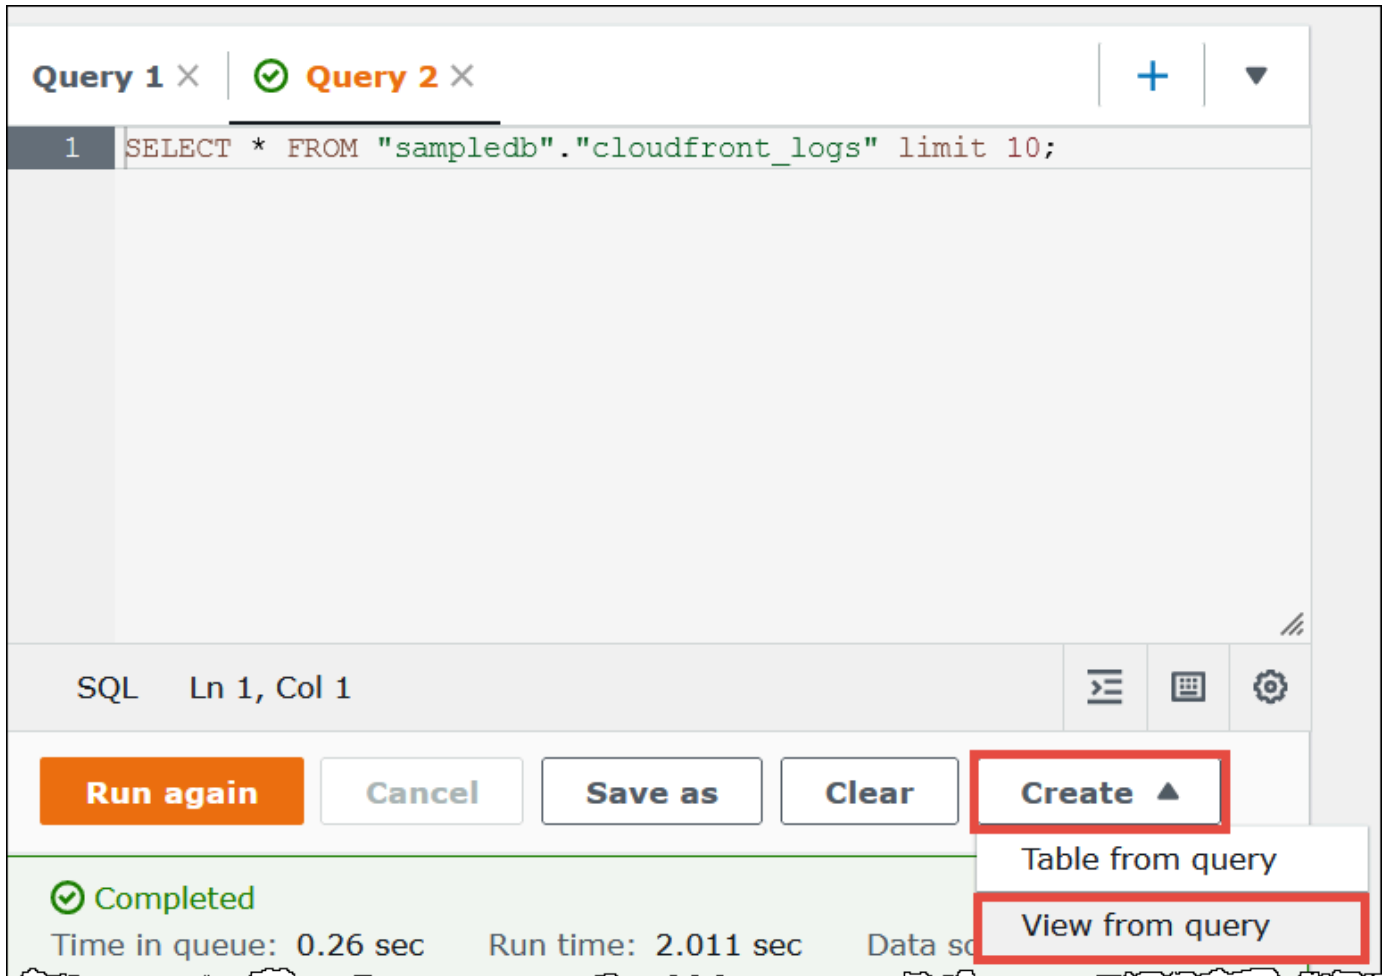 Query 1 Query 2
1 SELECT * FROM "sampledb"."cloudfront_logs" limit 10;
SQL Ln 1, Col 1
Run again Cancel Save as Clear Create
Table from query
View from query
Completed
Time in queue: 0.26 sec Run time: 2.011 sec Data